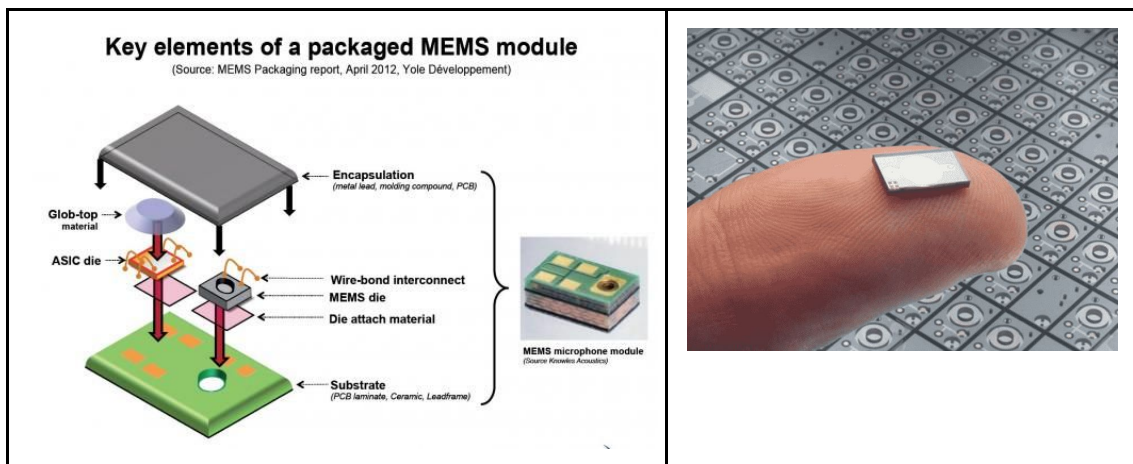 Key elements of a packaged MEMS module
(Source: MEMS Packaging report, April 2012, Yole Développement)
Encapsulation
(metal lead, molding compound, PCB)
Glob-top
material
ASIC die
Wire-bond interconnect
MEMS die
Die attach material
MEMS microphone module
(Source Knowles Acoustics)
Substrate
(PCB laminate, Ceramic, Leadframe)